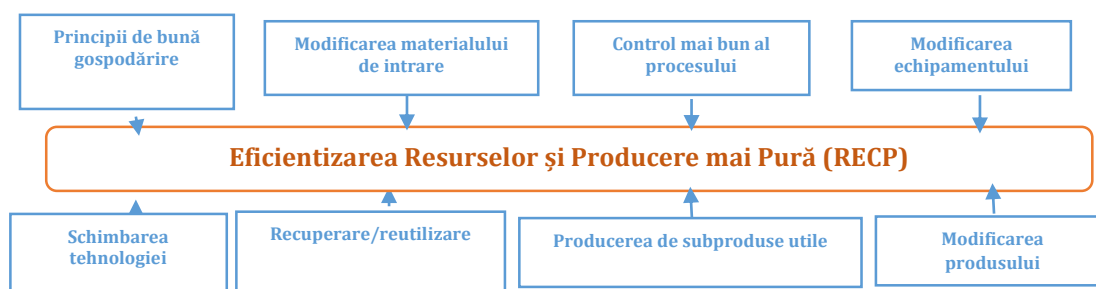 Principii de bună
gospodărire
Modificarea materialului
de intrare
Control mai bun al
procesului
Modificarea
echipamentului
Eficientizarea Resurselor și Producere mai Pură (RECP)
Schimbarea
tehnologiei
Recuperare/reutilizare
Producerea de subproduse utile
Modificarea
produsului